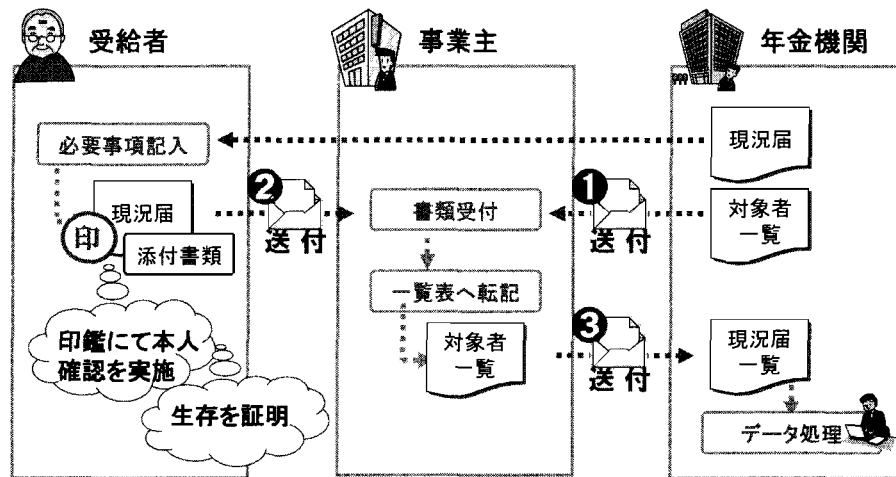 受給者
事業主
年金機関
必要事項記入
現況届
❷
❶
現況届
書類受付
対象者
一覧
印
添付書類
送付
送付
一覧表へ転記
印鑑にて本人
確認を実施
❸
対象者
一覧
現況届
一覧
送付
生存を証明
データ処理